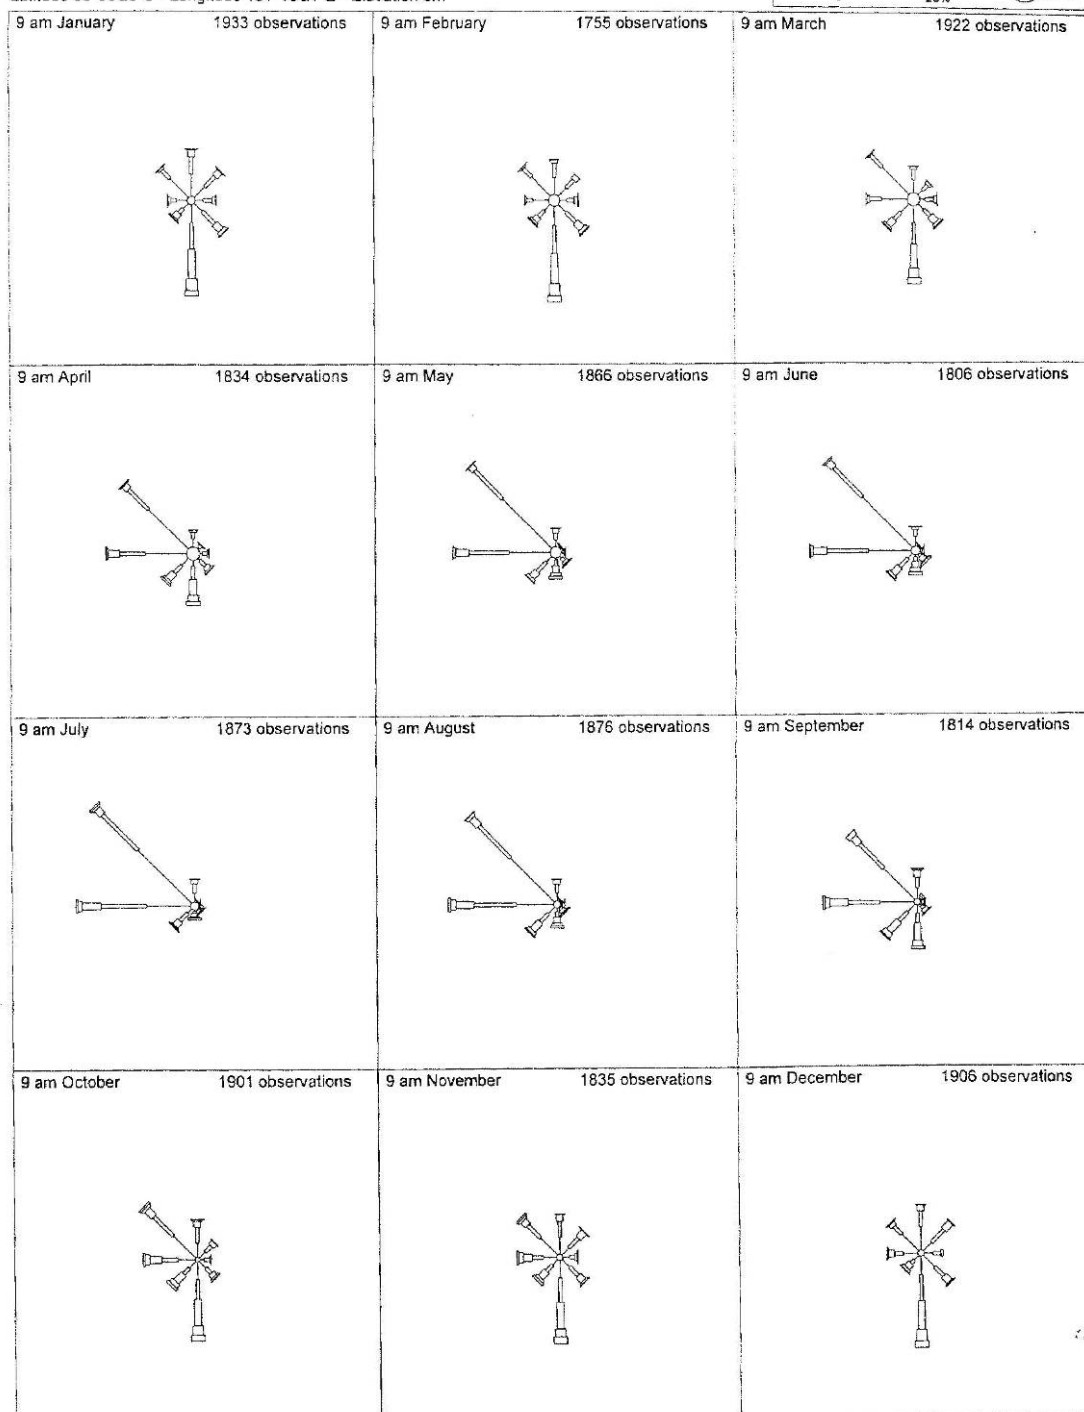 9 am January 1933 observations 9 am February 1755 observations 9 am March 1922 observations
9 am April 1834 observations 9 am May 1866 observations 9 am June 1806 observations
9 am July 1873 observations 9 am August 1876 observations 9 am September 1814 observations
9 am October 1901 observations 9 am November 1835 observations 9 am December 1906 observations